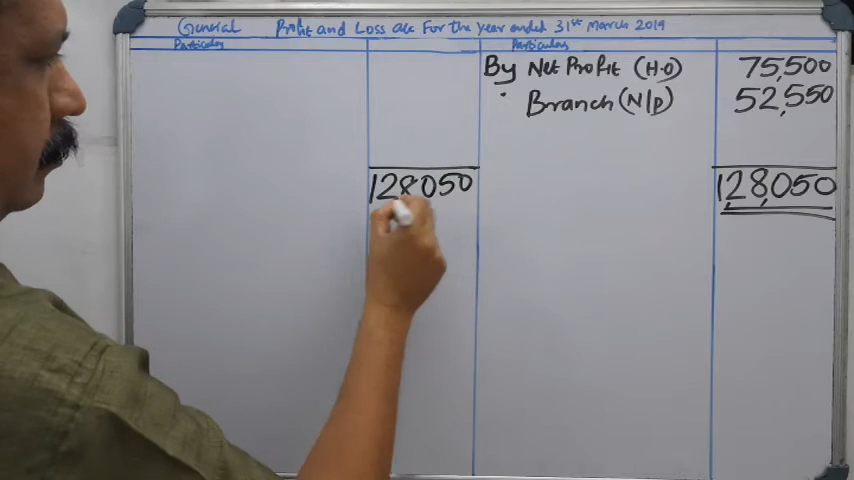 General Profit and Loss a/c For the year ended 31st March 2019
Particulars Particulars
By Net Profit (H.O) 75,500
" Branch (N/P) 52,550
128050 128,050